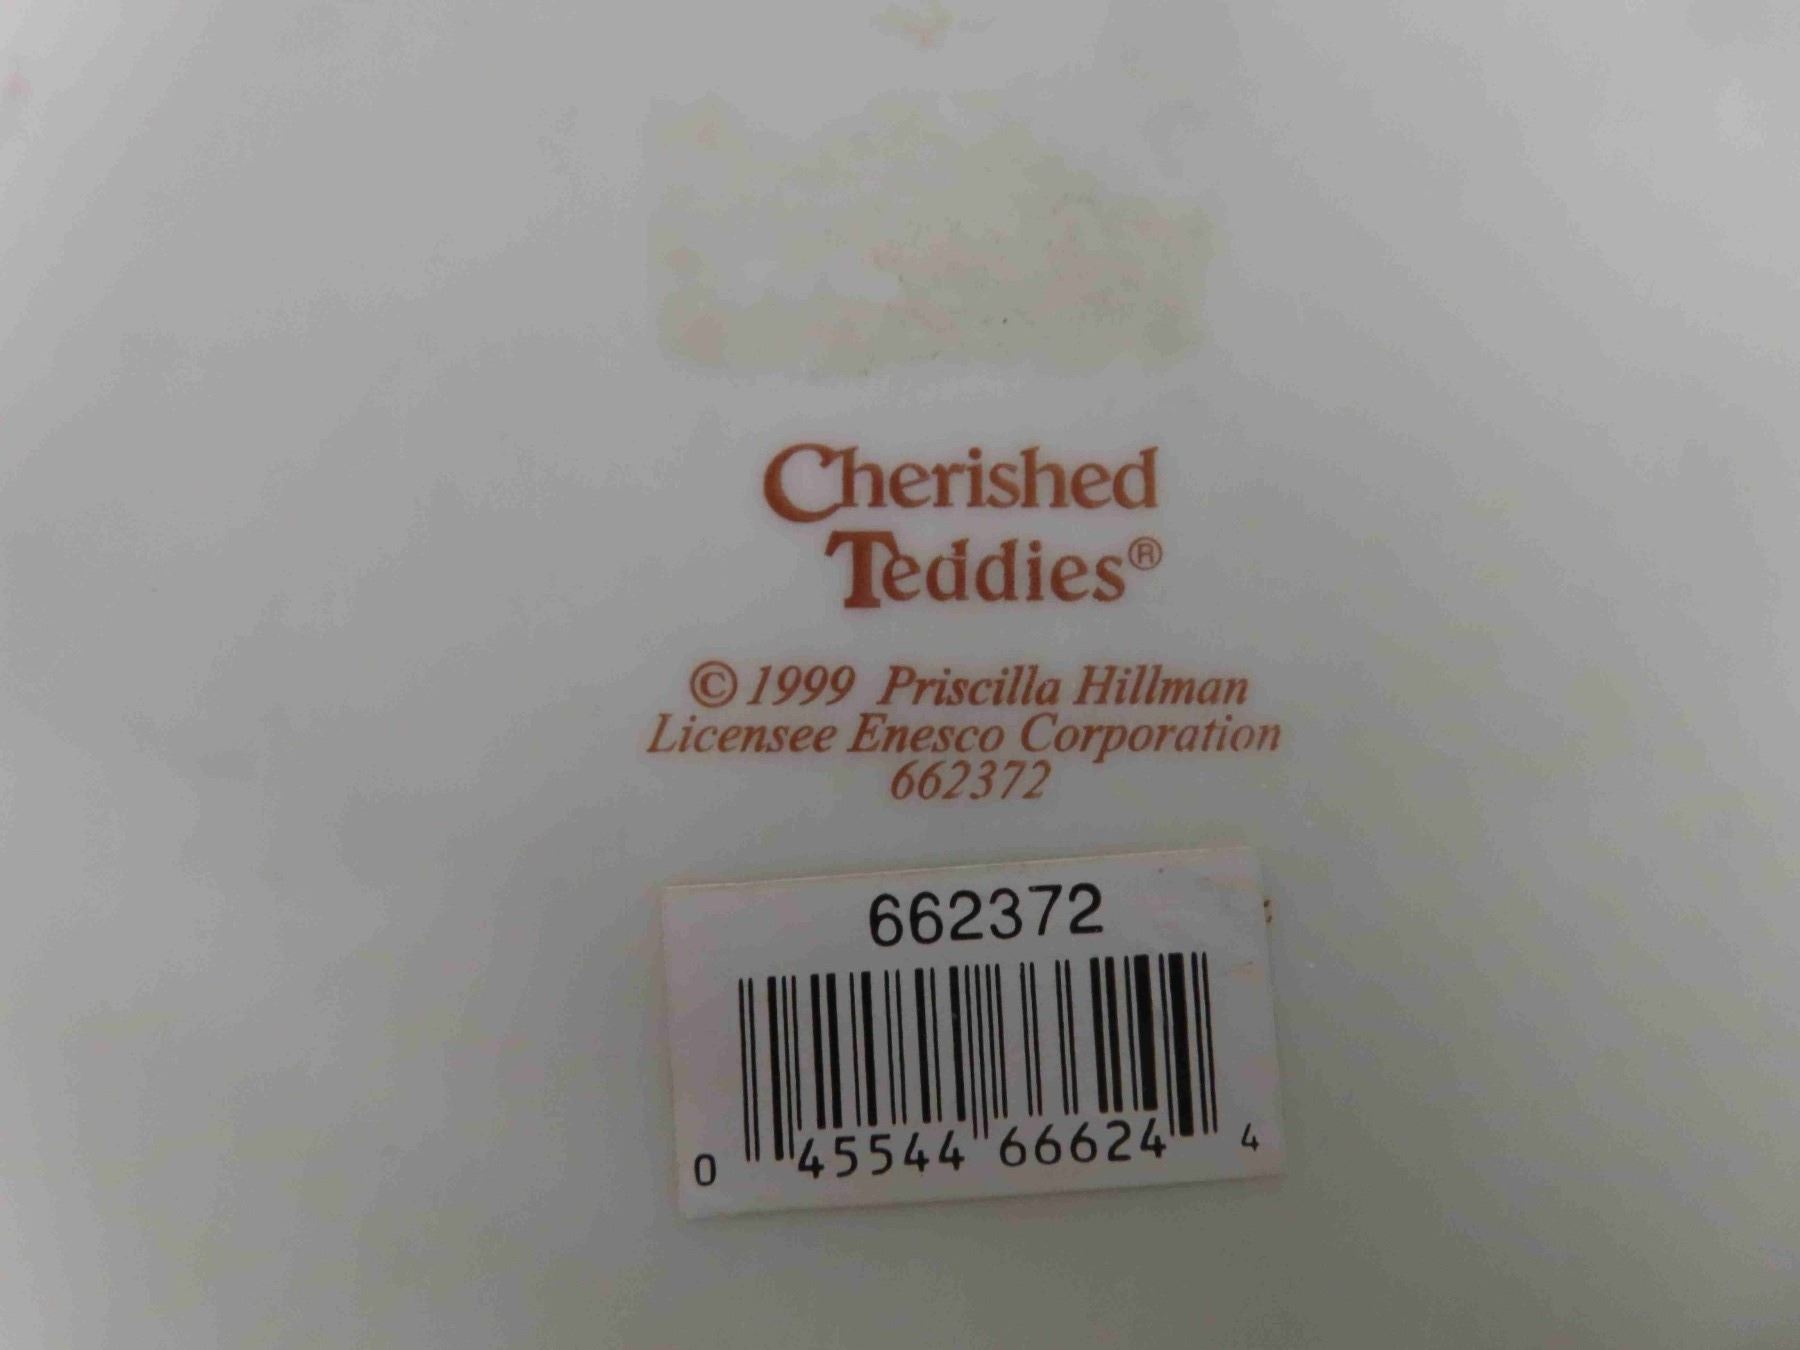 Cherished
Teddies®
© 1999 Priscilla Hillman
Licensee Enesco Corporation
662372
662372
0 45544 66624 4